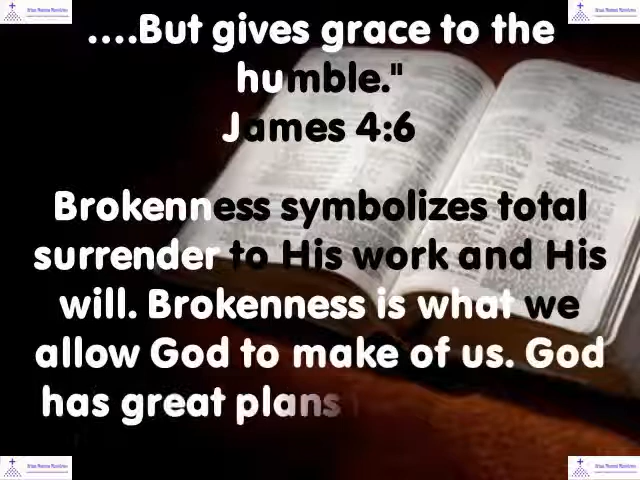 ....But gives grace to the
humble."
James 4:6
Brokenness symbolizes total
surrender to His work and His
will. Brokenness is what we
allow God to make of us. God
has great plans